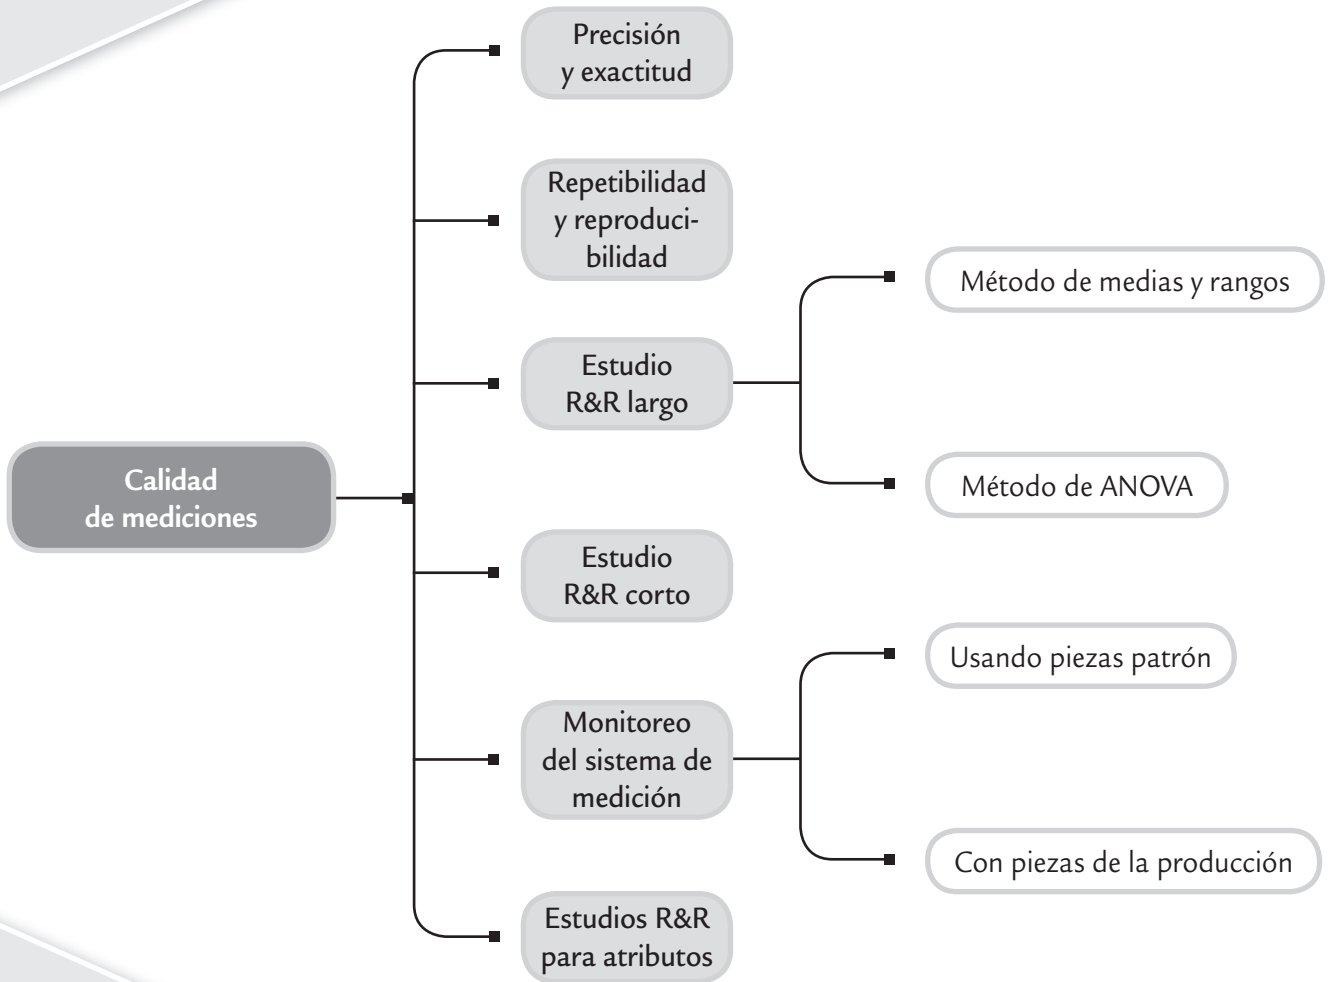 Precisión
y exactitud
Repetibilidad
y reproduci-
bilidad
Método de medias y rangos
Estudio
R&R largo
Calidad
de mediciones
Método de ANOVA
Estudio
R&R corto
Usando piezas patrón
Monitoreo
del sistema de
medición
Con piezas de la producción
Estudios R&R
para atributos